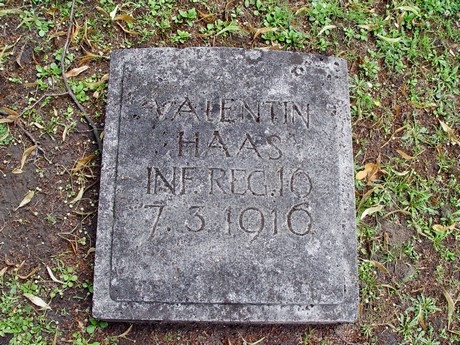 VALENTIN
HAAS
INF. REG. 10
7. 3. 1916